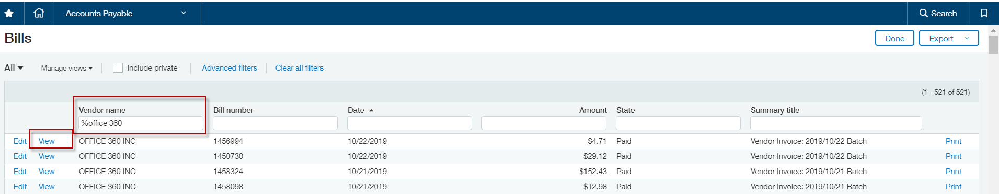 Accounts Payable Search
Bills Done Export
All Manage views Include private Advanced filters Clear all filters
(1 - 521 of 521)
Vendor name Bill number Date Amount State Summary title
%office 360
Edit View OFFICE 360 INC 1456994 10/22/2019 $4.71 Paid Vendor Invoice: 2019/10/22 Batch Print
Edit View OFFICE 360 INC 1450730 10/22/2019 $29.12 Paid Vendor Invoice: 2019/10/22 Batch Print
Edit View OFFICE 360 INC 1458324 10/21/2019 $152.43 Paid Vendor Invoice: 2019/10/21 Batch Print
Edit View OFFICE 360 INC 1458098 10/21/2019 $12.98 Paid Vendor Invoice: 2019/10/21 Batch Print